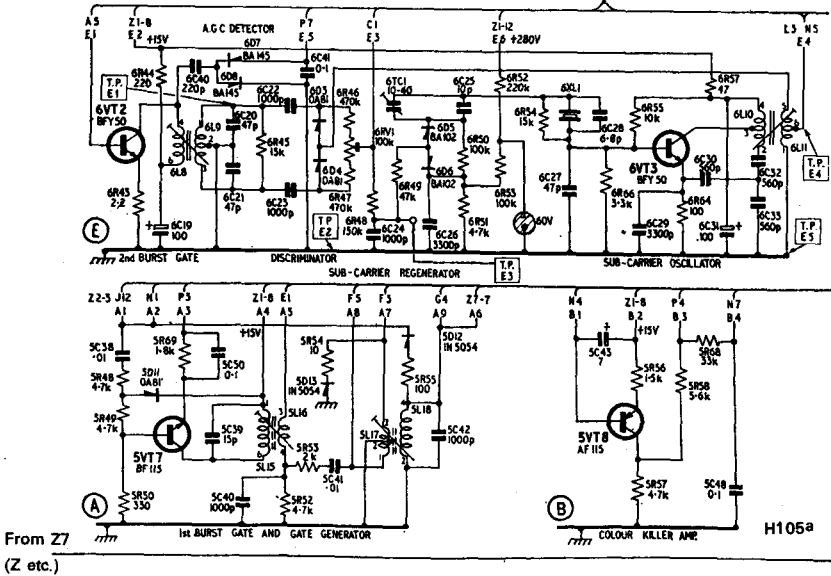 A5 Z1-8 A.G.C DETECTOR P7 C1 Z1-12 L3 N5
E1 E2 E5 E3 E6 +280V E4
+15V
6D7
BA145
6C41
0·1
6R44
220
6C40
220p
6D8
BA145
T.P.
E1
6VT2
BFY50
6C22
1000p
6D3
0A81
6R46
470k
6TC1
10-40
6C25
10p
6R52
220k
6XL1
6R54
15k
6C28
6·8p
6R55
10k
6R57
47
6L10
6L11
6L9
6L8
6C20
47p
6R45
15k
6RV1
100k
6D5
BA102
6R50
100k
6VT3
BFY50
6C30
560p
T.P.
E4
6C21
47p
6D4
0A81
6C23
1000p
6R47
470k
6R49
47k
6D6
BA102
6R53
100k
6C27
47p
6R66
3·3k
6C32
560p
6R43
2·2
6C19
100
6R48
150k
6C24
1000p
6C26
3300p
6R51
4·7k
60V
6C29
3300p
6R64
100
6C31
100
6C33
560p
T.P.
E2
T.P.
E5
E
2nd BURST GATE DISCRIMINATOR SUB-CARRIER OSCILLATOR
SUB-CARRIER REGENERATOR
T.P.
E3
Z2-3 J12 N1 P3 Z1-8 E1 F5 F3 G4 Z7-7 N4 Z1-8 P4 N7
A1 A2 A3 A4 A5 A8 A7 A9 A6 B1 B2 B3 B4
+15V
+15V
5C38
·01
5R69
1·8k
5C50
0·1
5R54
10
5D12
1N5054
5C43
7
5R68
33k
5R48
4·7k
5D11
0A81
5D13
1N5054
5R55
100
5R56
1·5k
5R58
5·6k
5R49
4·7k
5VT7
BF115
5C39
15p
5L16
5L15
5R53
2k
5C41
·01
5L17
5L18
5C42
1000p
5VT8
AF115
5R50
330
5C40
1000p
5R52
4·7k
5R57
4·7k
5C48
0·1
A
1st BURST GATE AND GATE GENERATOR
B
COLOUR KILLER AMP.
H105a
From Z7
(Z etc.)